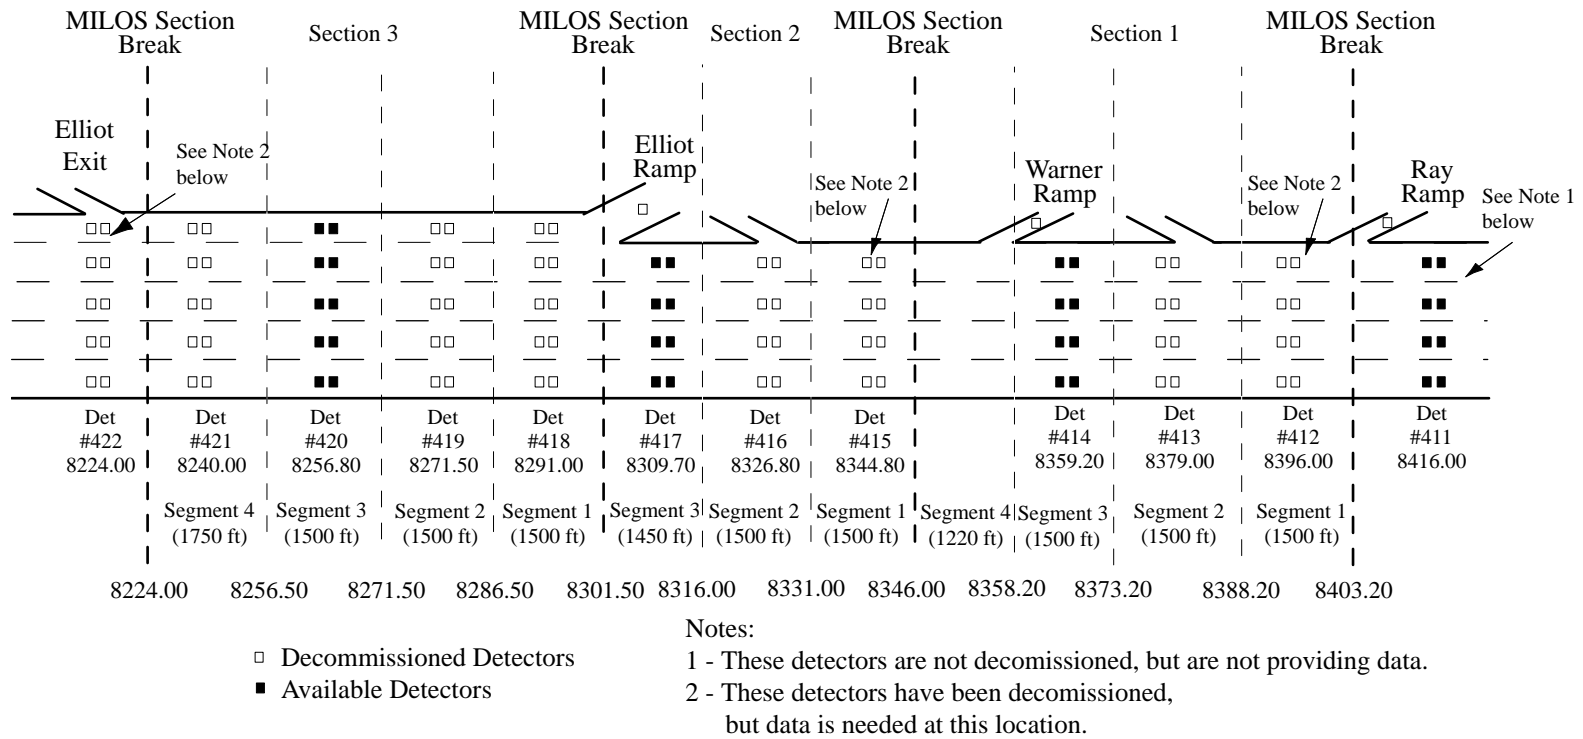 MILOS Section
Break
Section 3
MILOS Section
Break
Section 2
MILOS Section
Break
Section 1
MILOS Section
Break
Elliot
Exit
See Note 2
below
Elliot
Ramp
See Note 2
below
Warner
Ramp
See Note 2
below
Ray
Ramp
See Note 1
below
Det
#422
8224.00
Det
#421
8240.00
Det
#420
8256.80
Det
#419
8271.50
Det
#418
8291.00
Det
#417
8309.70
Det
#416
8326.80
Det
#415
8344.80
Det
#414
8359.20
Det
#413
8379.00
Det
#412
8396.00
Det
#411
8416.00
Segment 4
(1750 ft)
Segment 3
(1500 ft)
Segment 2
(1500 ft)
Segment 1
(1500 ft)
Segment 3
(1450 ft)
Segment 2
(1500 ft)
Segment 1
(1500 ft)
Segment 4
(1220 ft)
Segment 3
(1500 ft)
Segment 2
(1500 ft)
Segment 1
(1500 ft)
8224.00 8256.50 8271.50 8286.50 8301.50 8316.00 8331.00 8346.00 8358.20 8373.20 8388.20 8403.20
Decommissioned Detectors
Available Detectors
Notes:
1 - These detectors are not decomissioned, but are not providing data.
2 - These detectors have been decomissioned,
but data is needed at this location.